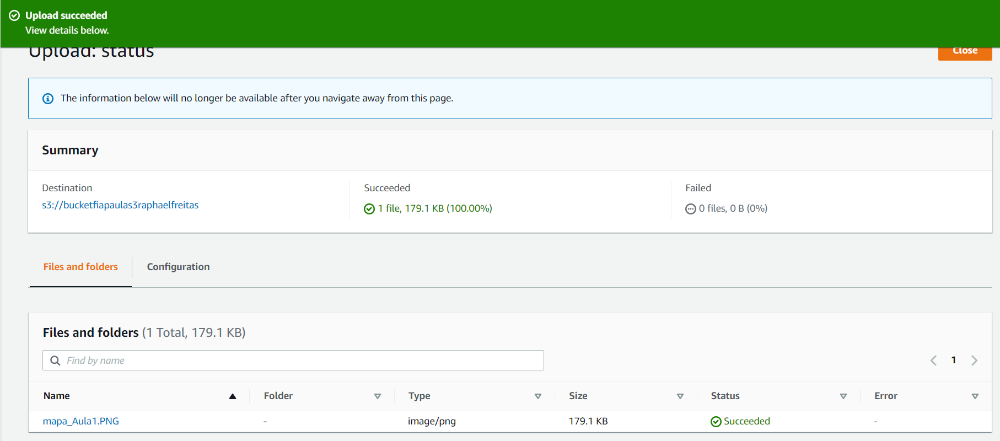 Upload succeeded
View details below.
Upload: status
Close
The information below will no longer be available after you navigate away from this page.
Summary
Destination
s3://bucketfiapaulas3raphaelfreitas
Succeeded
1 file, 179.1 KB (100.00%)
Failed
0 files, 0 B (0%)
Files and folders
Configuration
Files and folders (1 Total, 179.1 KB)
Find by name
1
Name Folder Type Size Status Error
mapa_Aula1.PNG - image/png 179.1 KB Succeeded -